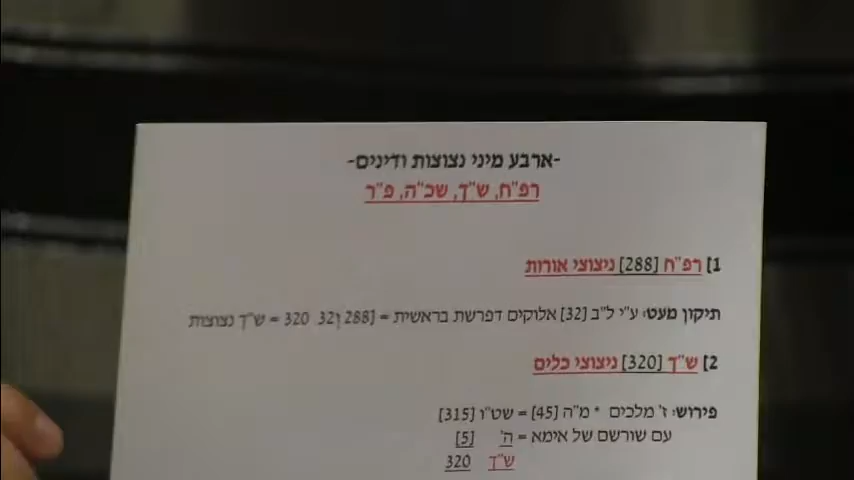 -ארבע מיני נצוצות ודינים-
רפ"ח, ש"ך, שכ"ה, פ"ר
1] רפ"ח [288] ניצוצי אורות
תיקון מעט: ע"י ל"ב [32] אלוקים דפרשת בראשית = [288 ו32 320 = ש"ך נצוצות
2] ש"ך [320] ניצוצי כלים
פירוש: ז' מלכים * מ"ה [45] = שט"ו [315]
עם שורשם של אימא = ה' [5]
ש"ך 320